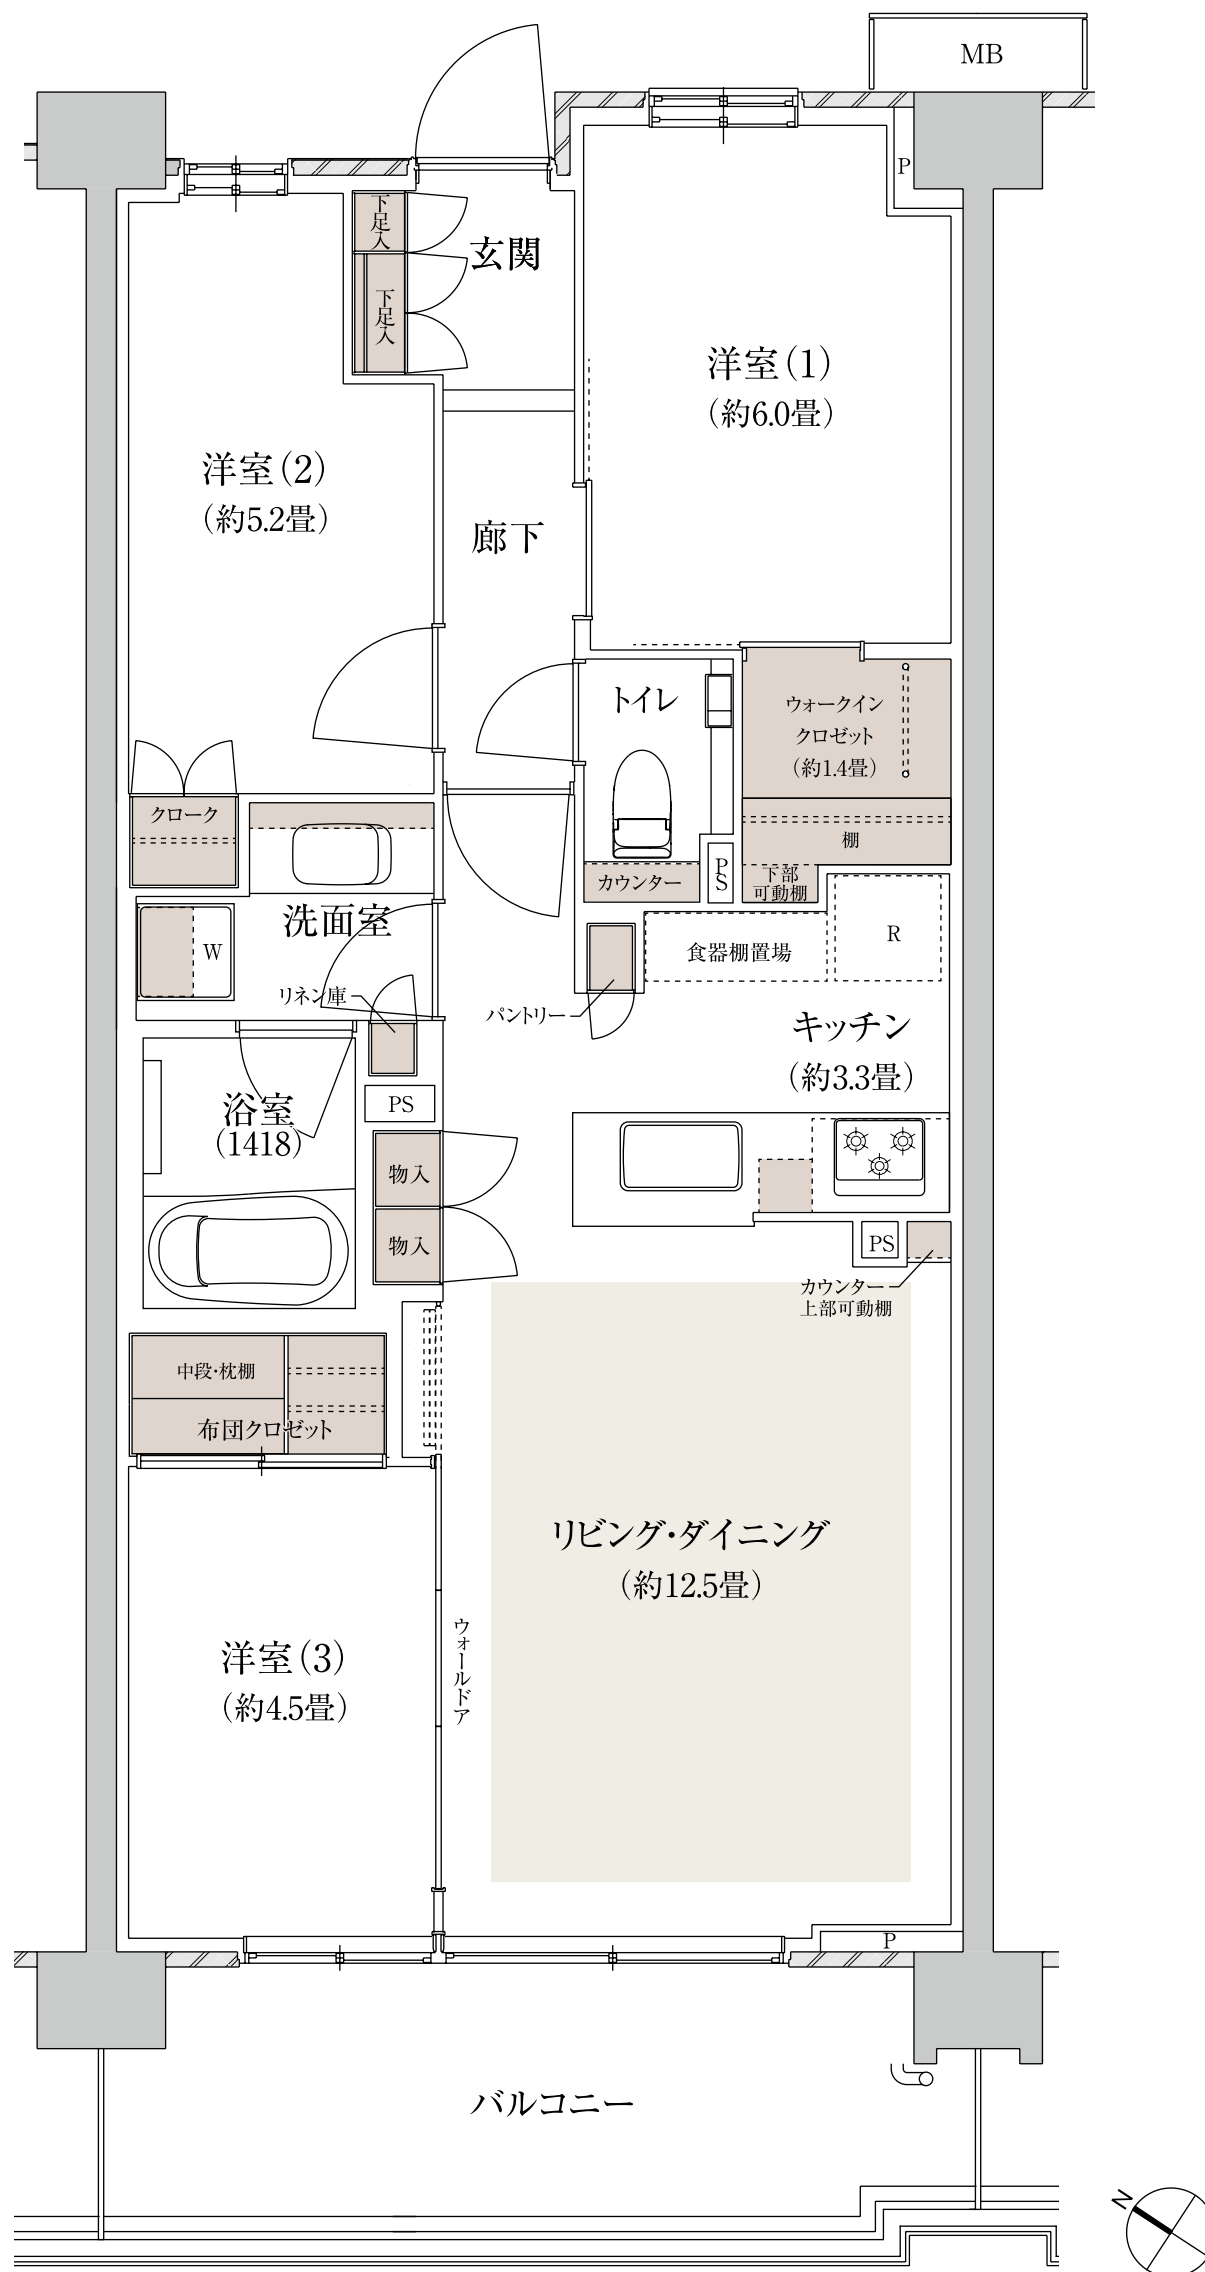 MB
P
下足入
玄関
下足入
洋室(1)
(約6.0畳)
洋室(2)
(約5.2畳)
廊下
トイレ
ウォークイン
クロゼット
(約1.4畳)
クローク
棚
PS
下部
可動棚
カウンター
洗面室
W
食器棚置場
R
リネン庫
パントリー
キッチン
(約3.3畳)
浴室
(1418)
PS
物入
物入
PS
カウンター
上部可動棚
中段・枕棚
布団クロゼット
リビング・ダイニング
(約12.5畳)
ウォールドア
洋室(3)
(約4.5畳)
P
バルコニー
N